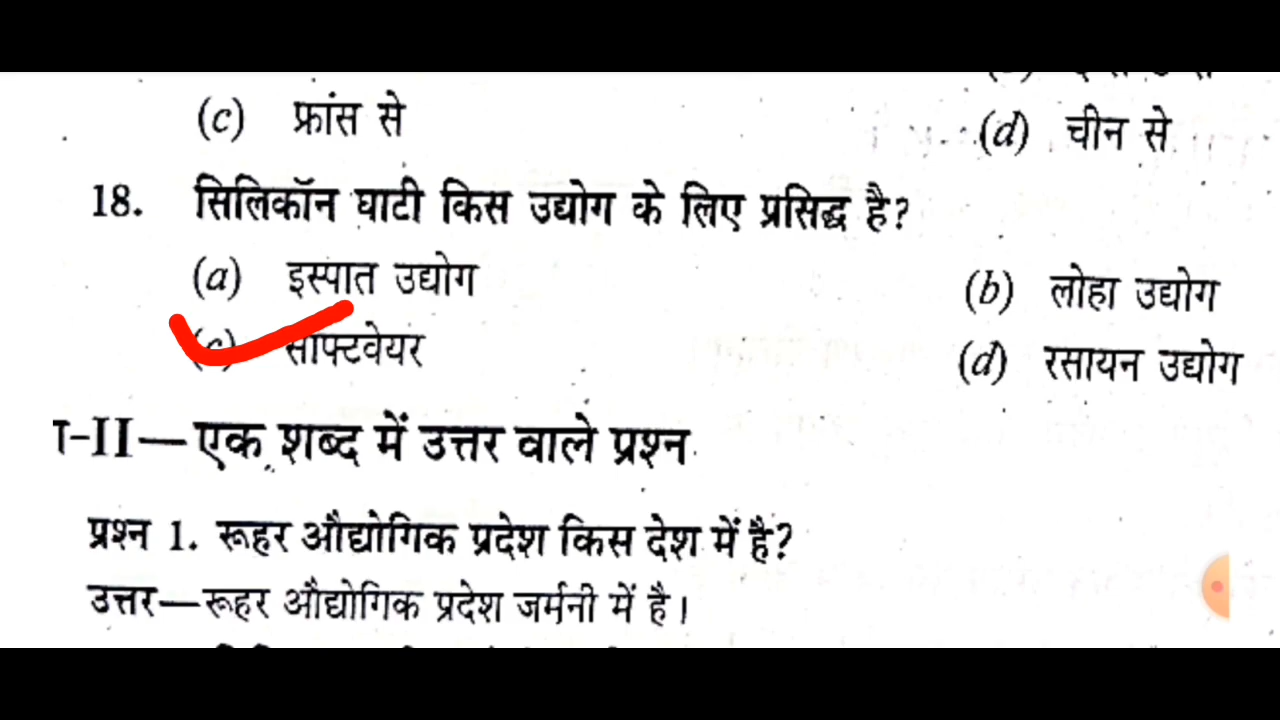 (c) फ्रांस से (d) चीन से
18. सिलिकॉन घाटी किस उद्योग के लिए प्रसिद्ध है?
(a) इस्पात उद्योग (b) लोहा उद्योग
(c) सॉफ्टवेयर (d) रसायन उद्योग
-II—एक शब्द में उत्तर वाले प्रश्न
प्रश्न 1. रूहर औद्योगिक प्रदेश किस देश में है?
उत्तर—रूहर औद्योगिक प्रदेश जर्मनी में है।